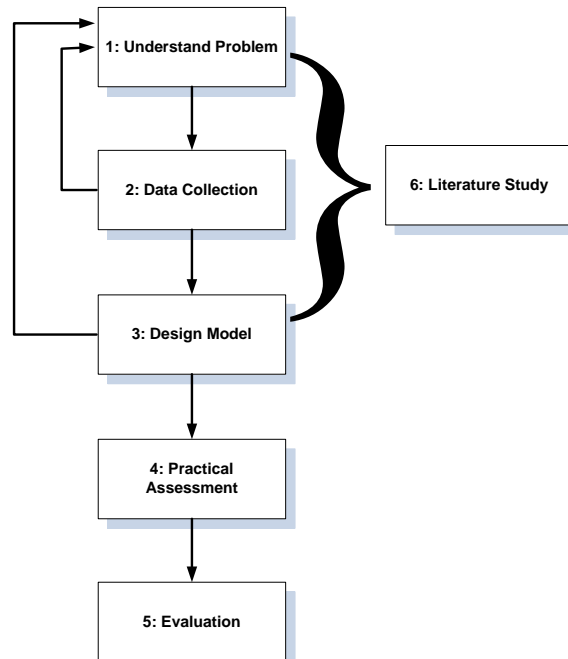 1: Understand Problem
2: Data Collection
6: Literature Study
3: Design Model
4: Practical
Assessment
5: Evaluation